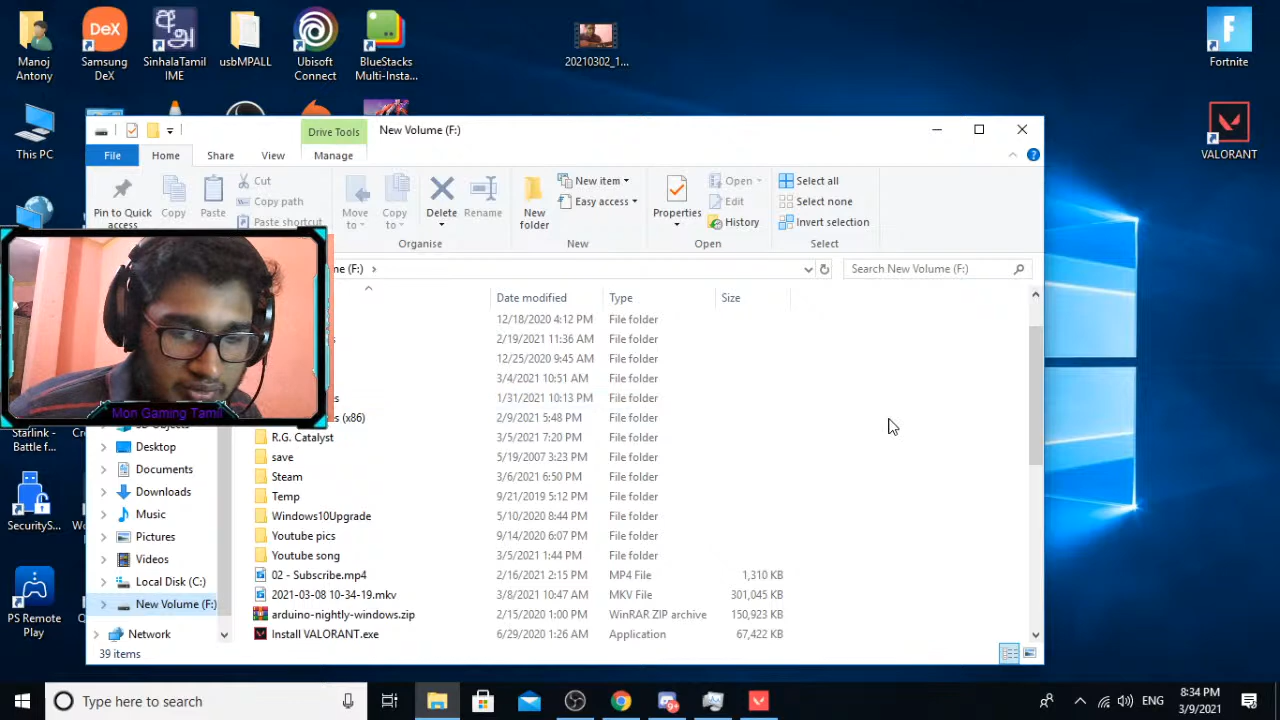 Manoj Antony
Samsung DeX
SinhalaTamil IME
usbMPALL
Ubisoft Connect
BlueStacks Multi-Insta...
20210302_1...
Fortnite
This PC
VALORANT
Drive Tools
New Volume (F:)
File
Home
Share
View
Manage
Pin to Quick access
Copy
Paste
Cut
Copy path
Paste shortcut
Move to
Copy to
Delete
Rename
New folder
New item
Easy access
Properties
Open
Edit
History
Select all
Select none
Invert selection
Organise
New
Open
Select
me (F:)
Search New Volume (F:)
Date modified
Type
Size
12/18/2020 4:12 PM File folder
2/19/2021 11:36 AM File folder
12/25/2020 9:45 AM File folder
3/4/2021 10:51 AM File folder
1/31/2021 10:13 PM File folder
s (x86) 2/9/2021 5:48 PM File folder
R.G. Catalyst 3/5/2021 7:20 PM File folder
save 5/19/2007 3:23 PM File folder
Steam 3/6/2021 6:50 PM File folder
Temp 9/21/2019 5:12 PM File folder
Windows10Upgrade 5/10/2020 8:44 PM File folder
Youtube pics 9/14/2020 6:07 PM File folder
Youtube song 3/5/2021 1:44 PM File folder
02 - Subscribe.mp4 2/16/2021 2:15 PM MP4 File 1,310 KB
2021-03-08 10-34-19.mkv 3/8/2021 10:47 AM MKV File 301,045 KB
arduino-nightly-windows.zip 2/15/2020 1:00 PM WinRAR ZIP archive 150,923 KB
Install VALORANT.exe 6/29/2020 1:26 AM Application 67,422 KB
Mon Gaming Tamil
Desktop
Documents
Downloads
Music
Pictures
Videos
Local Disk (C:)
New Volume (F:)
Network
39 items
Starlink - Battle f...
SecurityS...
PS Remote Play
Type here to search
ENG
8:34 PM
3/9/2021